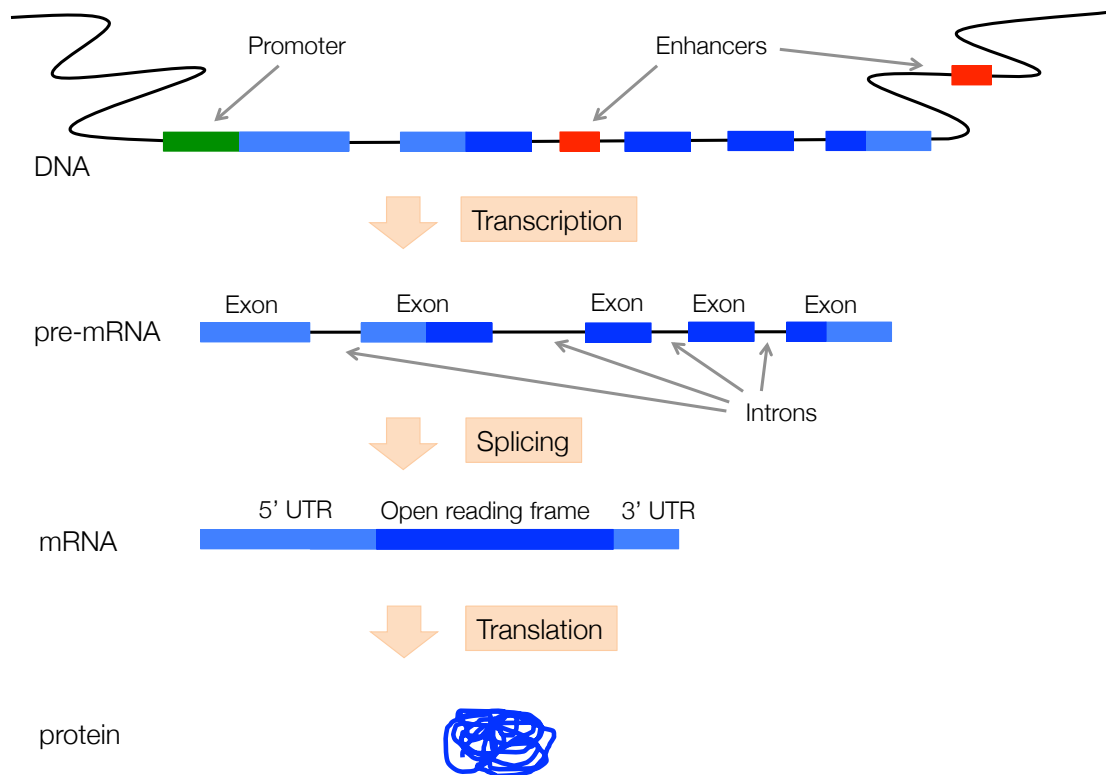 Promoter
Enhancers
DNA
Transcription
Exon
Exon
Exon
Exon
Exon
pre-mRNA
Introns
Splicing
5’ UTR
Open reading frame
3’ UTR
mRNA
Translation
protein